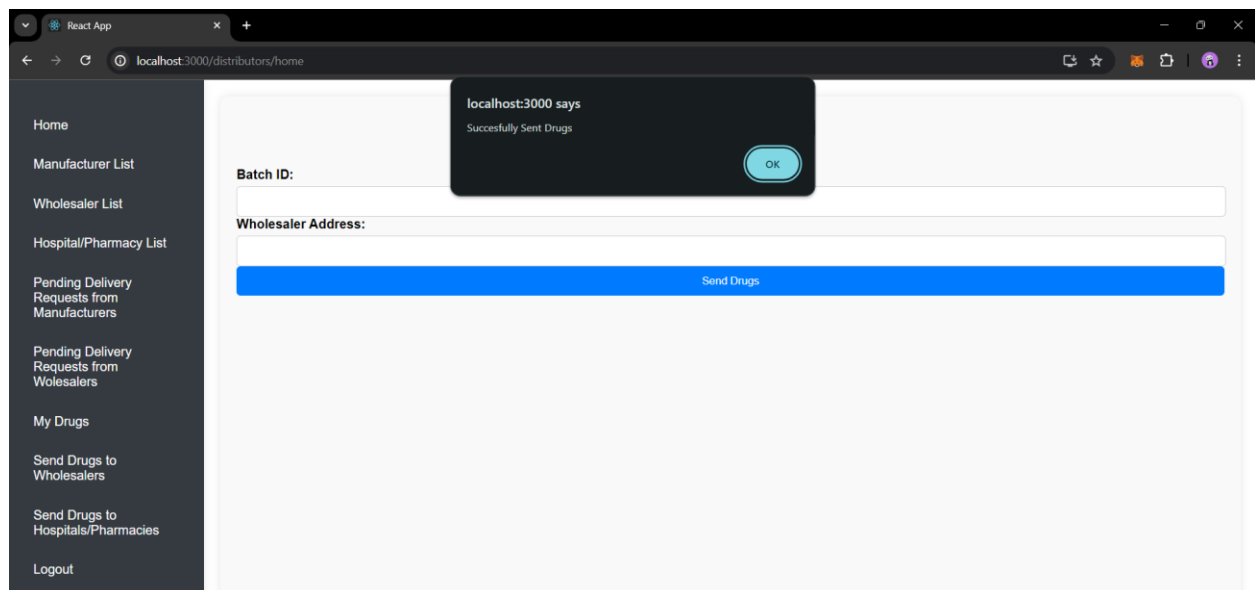 React App
localhost:3000/distributors/home
localhost:3000 says
Succesfully Sent Drugs
OK
Home
Manufacturer List
Wholesaler List
Hospital/Pharmacy List
Pending Delivery
Requests from
Manufacturers
Pending Delivery
Requests from
Wolesalers
My Drugs
Send Drugs to
Wholesalers
Send Drugs to
Hospitals/Pharmacies
Logout
Batch ID:
Wholesaler Address:
Send Drugs